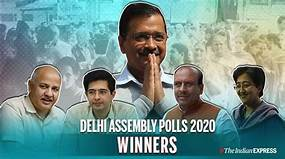 DELHI ASSEMBLY POLLS 2020
WINNERS
The Indian EXPRESS